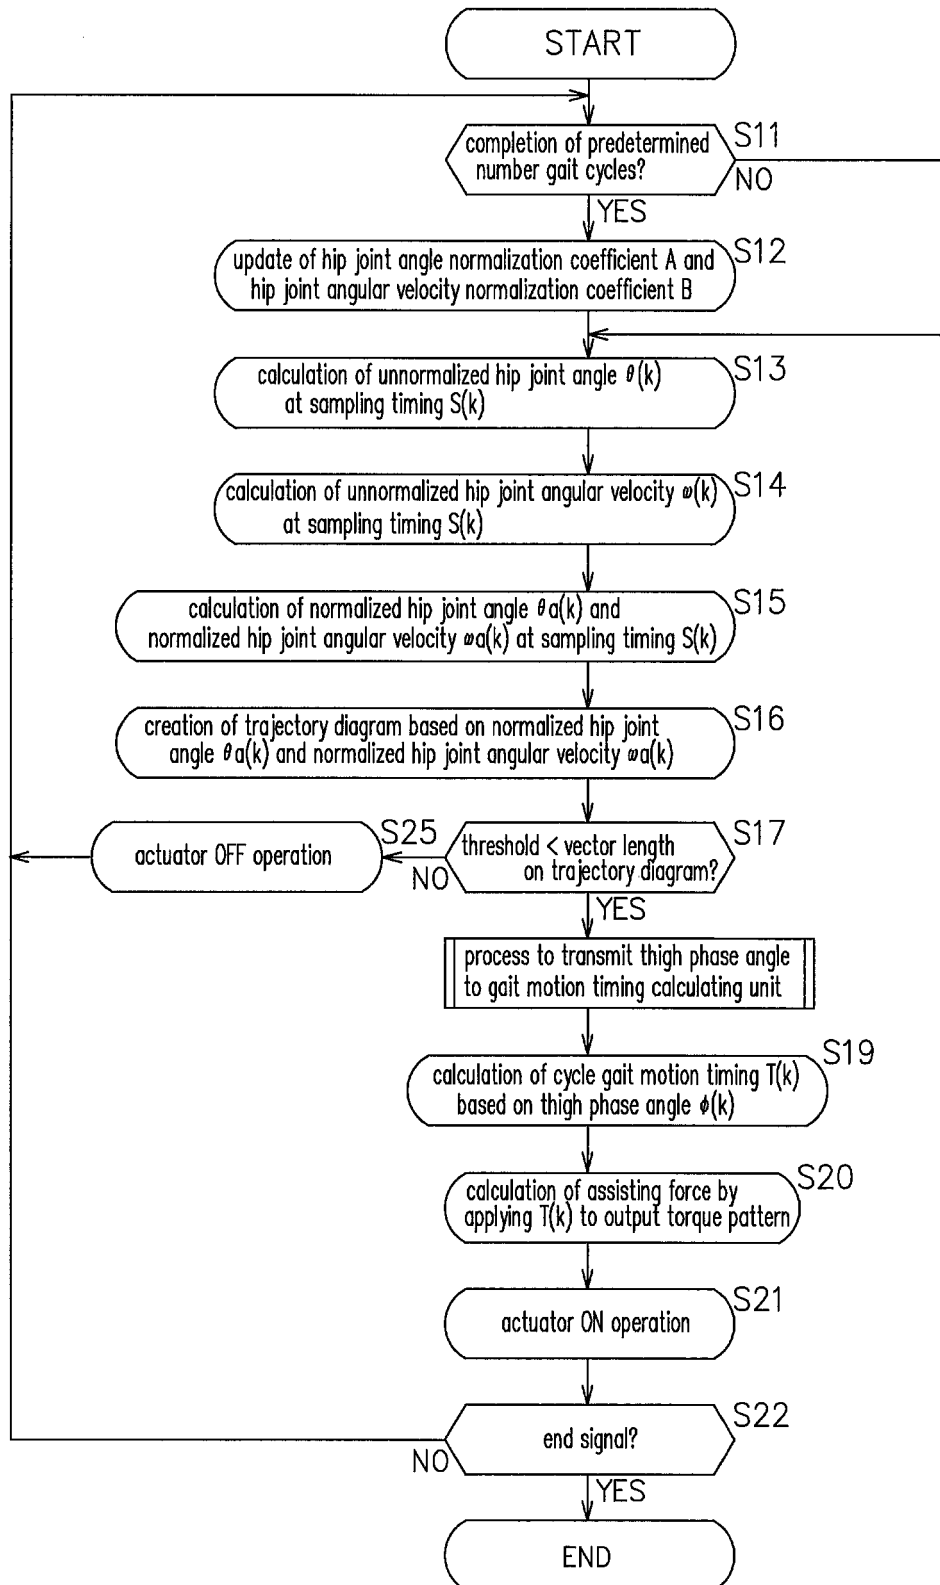 START
completion of predetermined
number gait cycles?
S11
NO
YES
update of hip joint angle normalization coefficient A and
hip joint angular velocity normalization coefficient B
S12
calculation of unnormalized hip joint angle θ(k)
at sampling timing S(k)
S13
calculation of unnormalized hip joint angular velocity ω(k)
at sampling timing S(k)
S14
calculation of normalized hip joint angle θa(k) and
normalized hip joint angular velocity ωa(k) at sampling timing S(k)
S15
creation of trajectory diagram based on normalized hip joint
angle θa(k) and normalized hip joint angular velocity ωa(k)
S16
threshold < vector length
on trajectory diagram?
S17
NO
YES
actuator OFF operation
S25
process to transmit thigh phase angle
to gait motion timing calculating unit
calculation of cycle gait motion timing T(k)
based on thigh phase angle ϕ(k)
S19
calculation of assisting force by
applying T(k) to output torque pattern
S20
actuator ON operation
S21
end signal?
S22
NO
YES
END